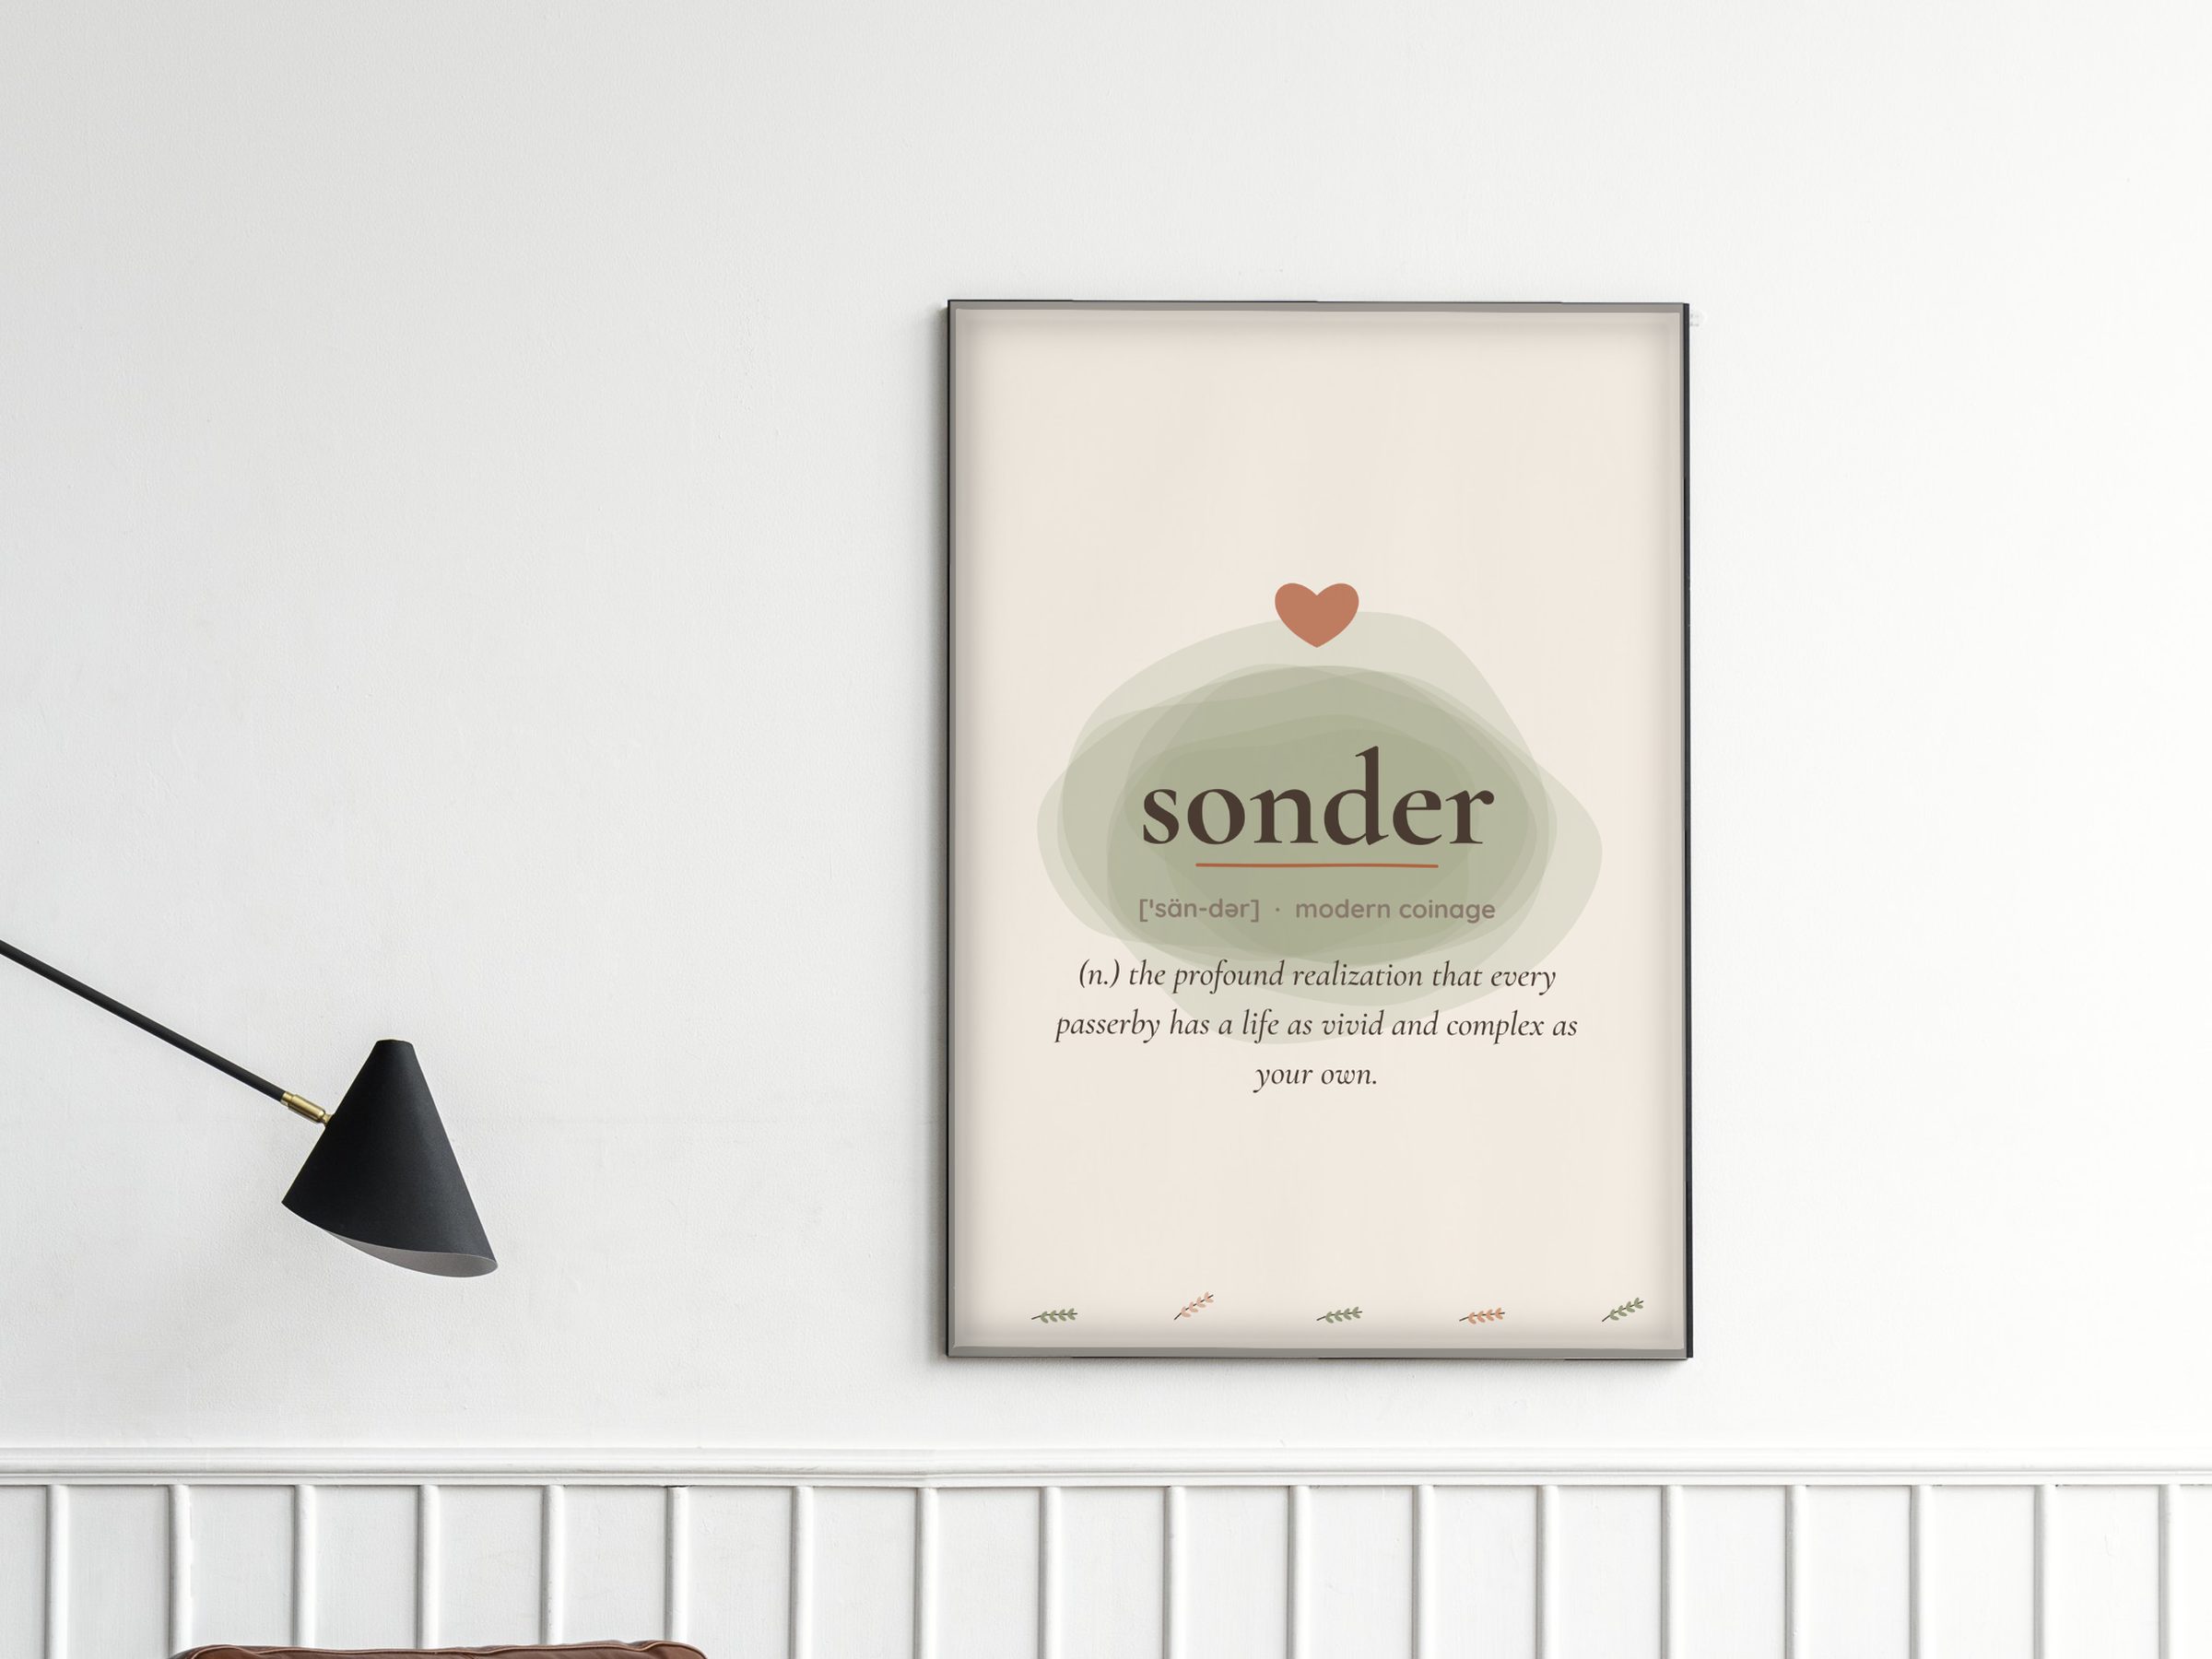 sonder
['sän-dər] · modern coinage
(n.) the profound realization that every
passerby has a life as vivid and complex as
your own.